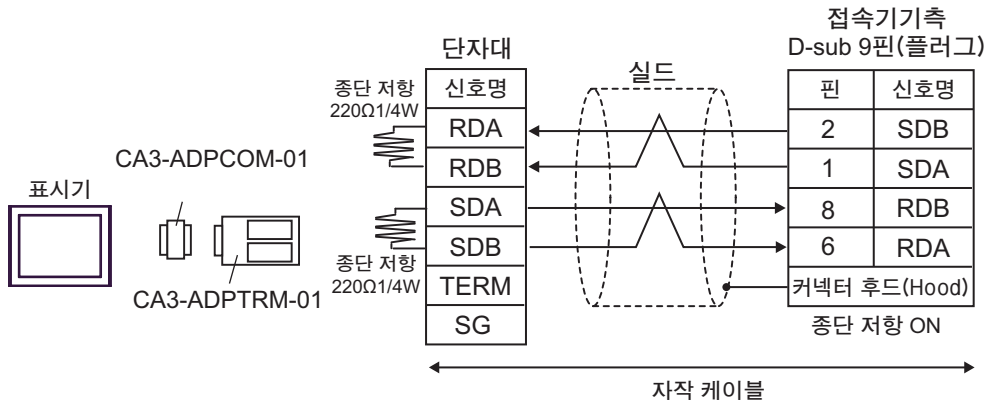 접속기기측
단자대
D-sub 9핀(플러그)
실드
종단 저항
220Ω1/4W
신호명
핀
신호명
RDA
2
SDB
CA3-ADPCOM-01
RDB
1
SDA
표시기
SDA
8
RDB
SDB
6
RDA
종단 저항
220Ω1/4W
CA3-ADPTRM-01
TERM
커넥터 후드(Hood)
SG
종단 저항 ON
자작 케이블